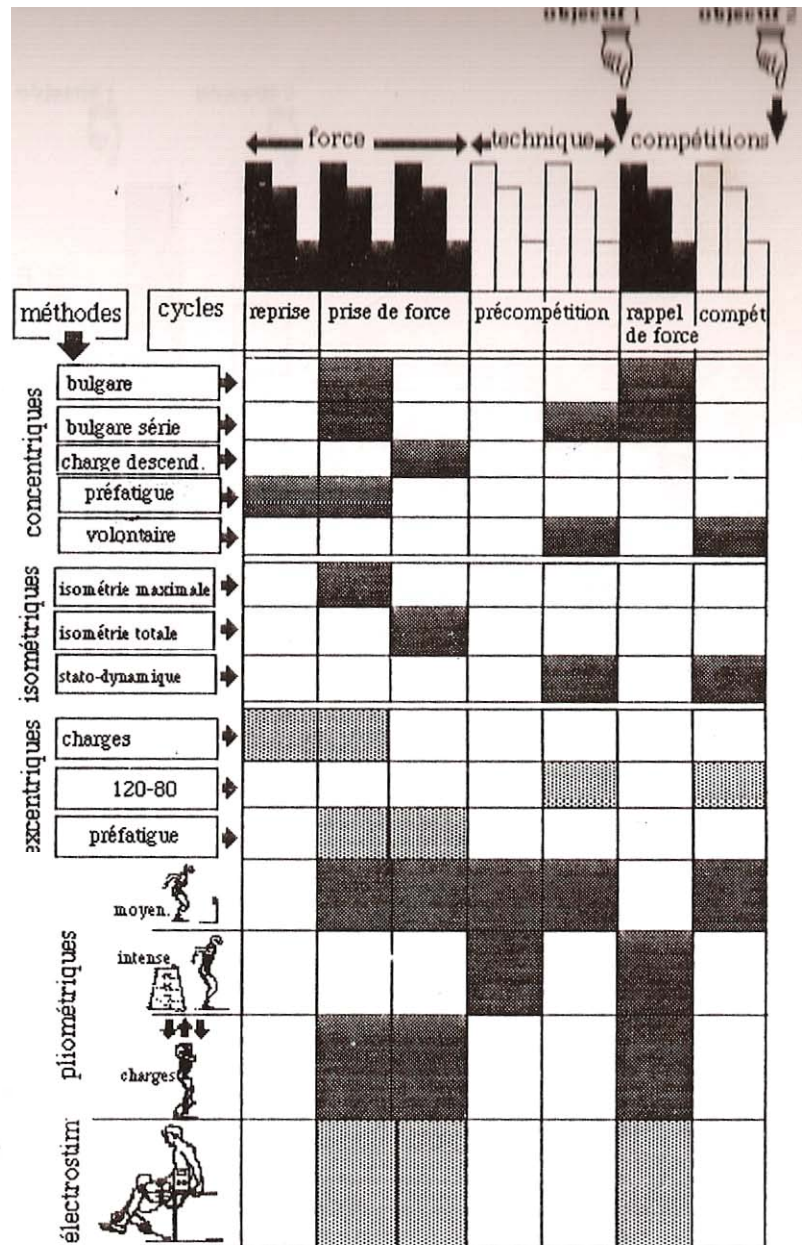 objectif 1 objectif 2
force technique compétitions
méthodes cycles reprise prise de force précompétition rappel de force compét
concentriques
bulgare
bulgare série
charge descend.
préfatigue
volontaire
isométriques
isométrie maximale
isométrie totale
stato-dynamique
excentriques
charges
120-80
préfatigue
pliométriques
moyen.
intense
charges
électrostim